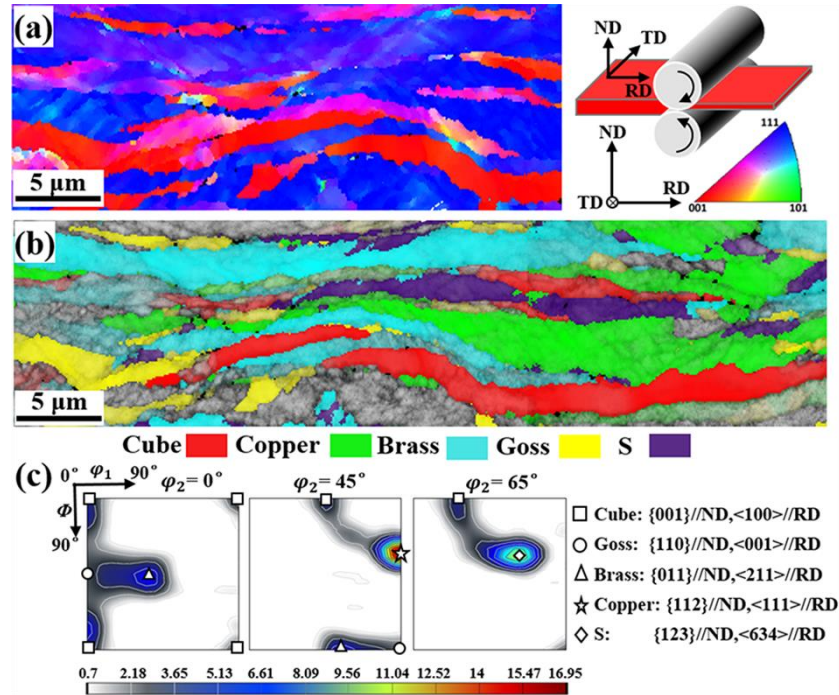 (a)
5 μm
ND
TD
RD
ND
TD
RD
111
001
101
(b)
5 μm
Cube
Copper
Brass
Goss
S
(c)
0° φ₁ 90°
Φ
90°
φ₂ = 0°
φ₂ = 45°
φ₂ = 65°
Cube: {001}//ND,<100>//RD
Goss: {110}//ND,<001>//RD
Brass: {011}//ND,<211>//RD
Copper: {112}//ND,<111>//RD
S: {123}//ND,<634>//RD
0.7 2.18 3.65 5.13 6.61 8.09 9.56 11.04 12.52 14 15.47 16.95